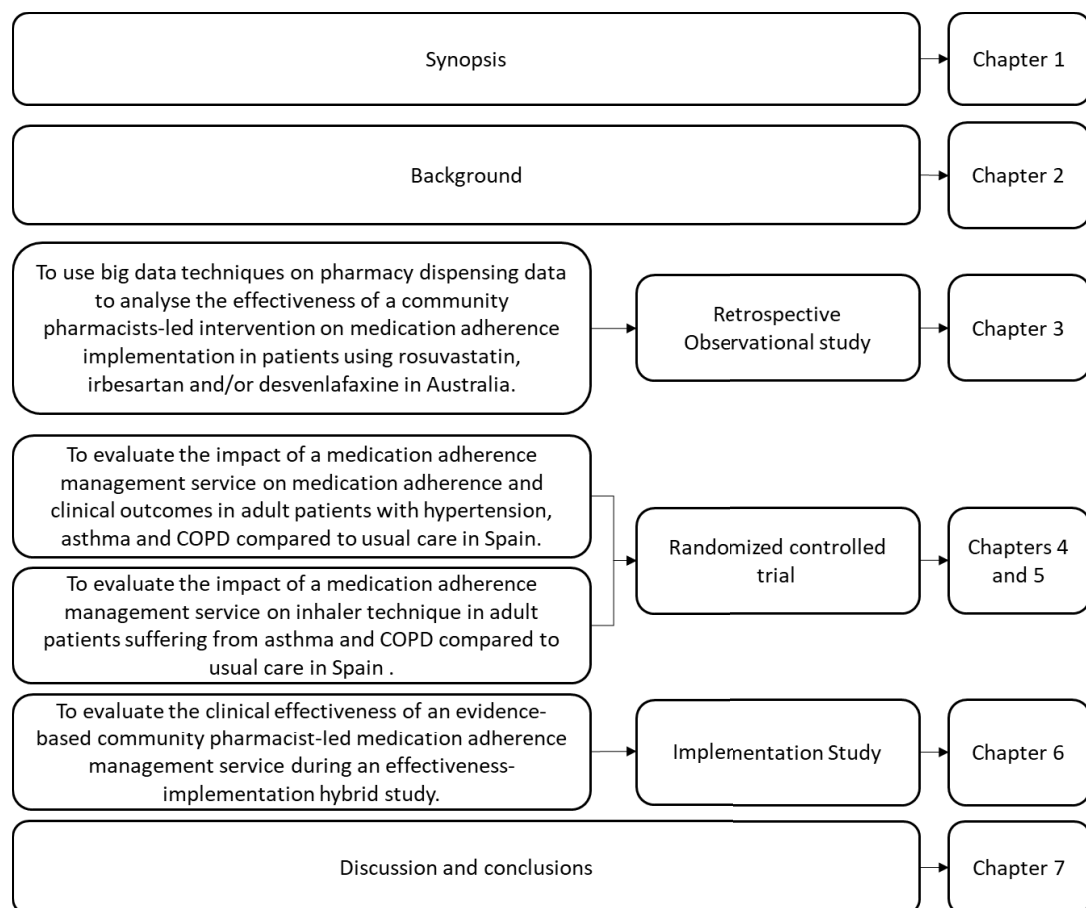 Synopsis
Chapter 1
Background
Chapter 2
To use big data techniques on pharmacy dispensing data
to analyse the effectiveness of a community
pharmacists-led intervention on medication adherence
implementation in patients using rosuvastatin,
irbesartan and/or desvenlafaxine in Australia.
Retrospective
Observational study
Chapter 3
To evaluate the impact of a medication adherence
management service on medication adherence and
clinical outcomes in adult patients with hypertension,
asthma and COPD compared to usual care in Spain.
To evaluate the impact of a medication adherence
management service on inhaler technique in adult
patients suffering from asthma and COPD compared to
usual care in Spain .
Randomized controlled
trial
Chapters 4
and 5
To evaluate the clinical effectiveness of an evidence-
based community pharmacist-led medication adherence
management service during an effectiveness-
implementation hybrid study.
Implementation Study
Chapter 6
Discussion and conclusions
Chapter 7